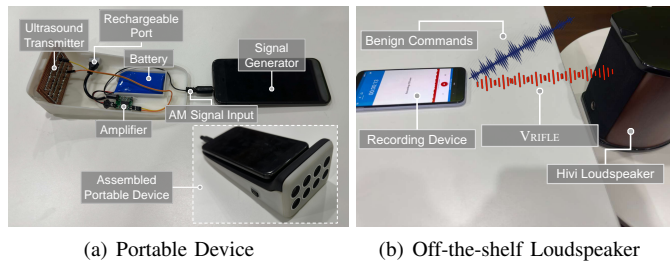 Ultrasound
Transmitter
Rechargeable
Port
Battery
Signal
Generator
Amplifier
AM Signal Input
Assembled
Portable Device
(a) Portable Device
Benign Commands
Recording Device
VRIFLE
Hivi Loudspeaker
(b) Off-the-shelf Loudspeaker